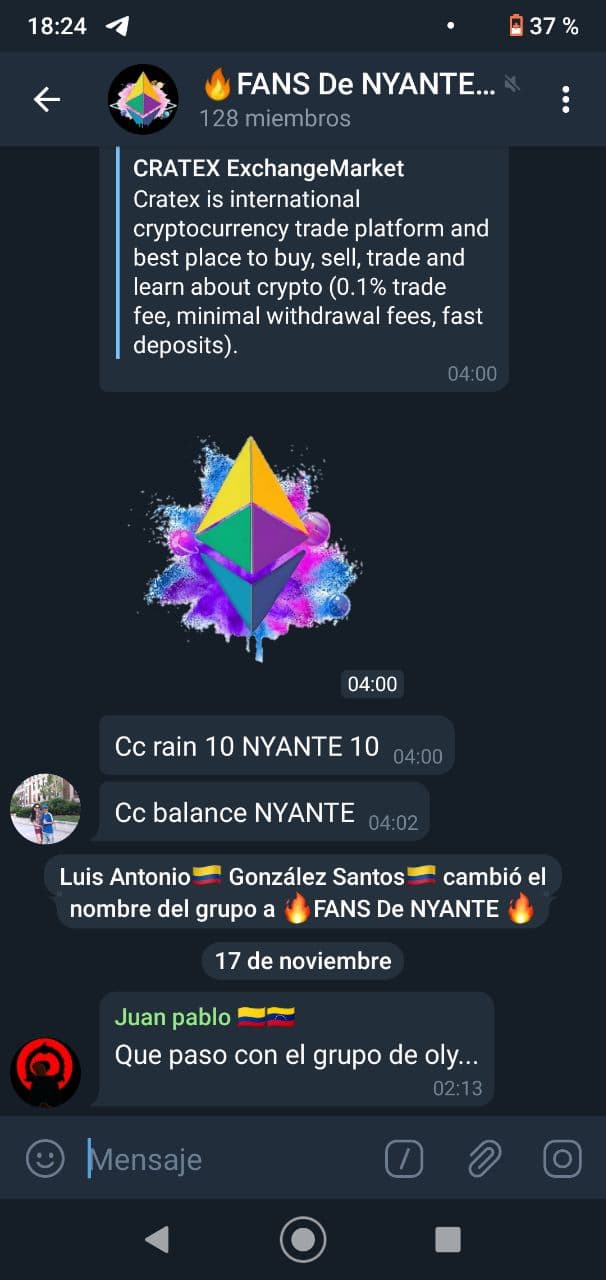 18:24
37 %
🔥FANS De NYANTE...
128 miembros
CRATEX ExchangeMarket
Cratex is international
cryptocurrency trade platform and
best place to buy, sell, trade and
learn about crypto (0.1% trade
fee, minimal withdrawal fees, fast
deposits).
04:00
04:00
Cc rain 10 NYANTE 10 04:00
Cc balance NYANTE 04:02
Luis Antonio🇨🇴 González Santos🇨🇴 cambió el
nombre del grupo a 🔥FANS De NYANTE 🔥
17 de noviembre
Juan pablo 🇨🇴🇻🇪
Que paso con el grupo de oly...
02:13
Mensaje